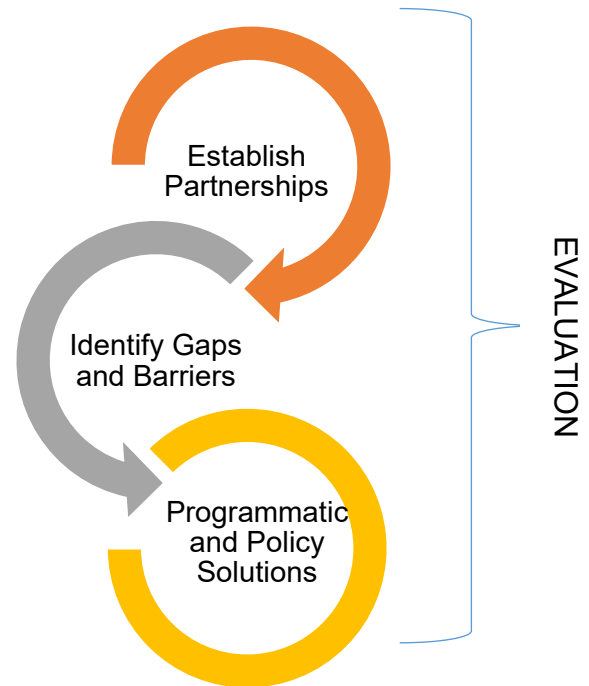 Establish
Partnerships
Identify Gaps
and Barriers
Programmatic
and Policy
Solutions
EVALUATION